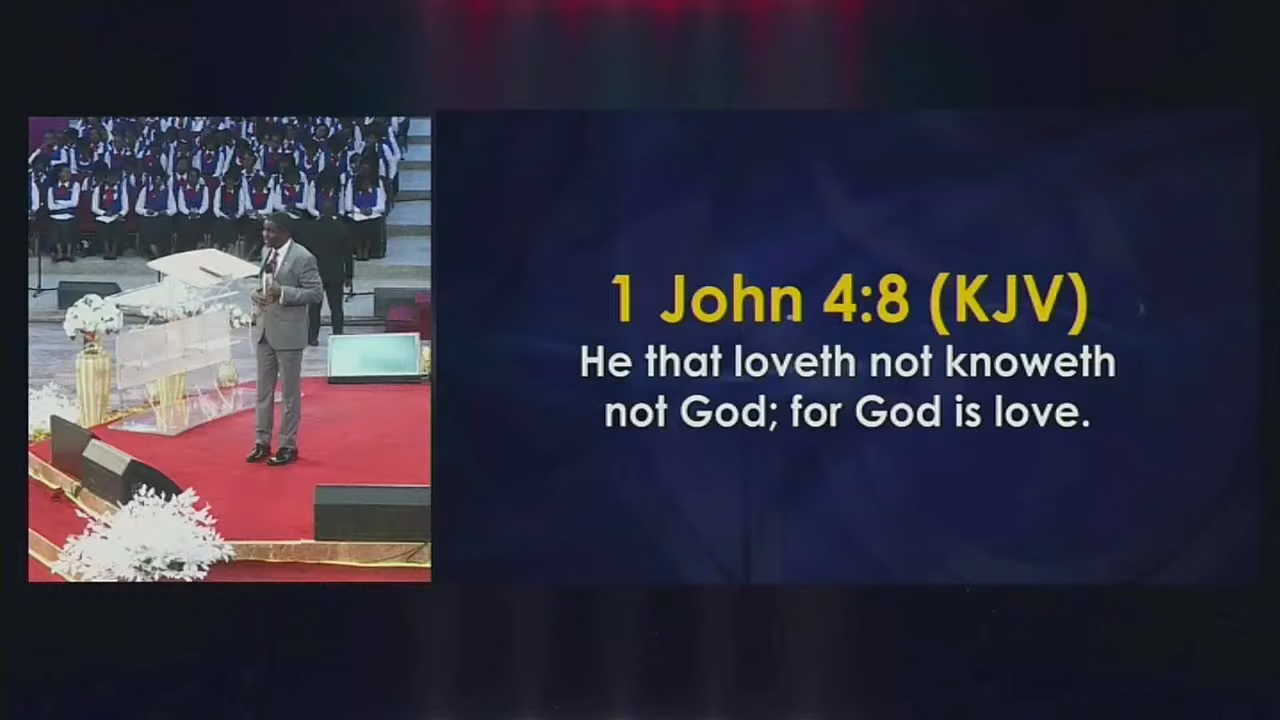 1 John 4:8 (KJV)
He that loveth not knoweth
not God; for God is love.